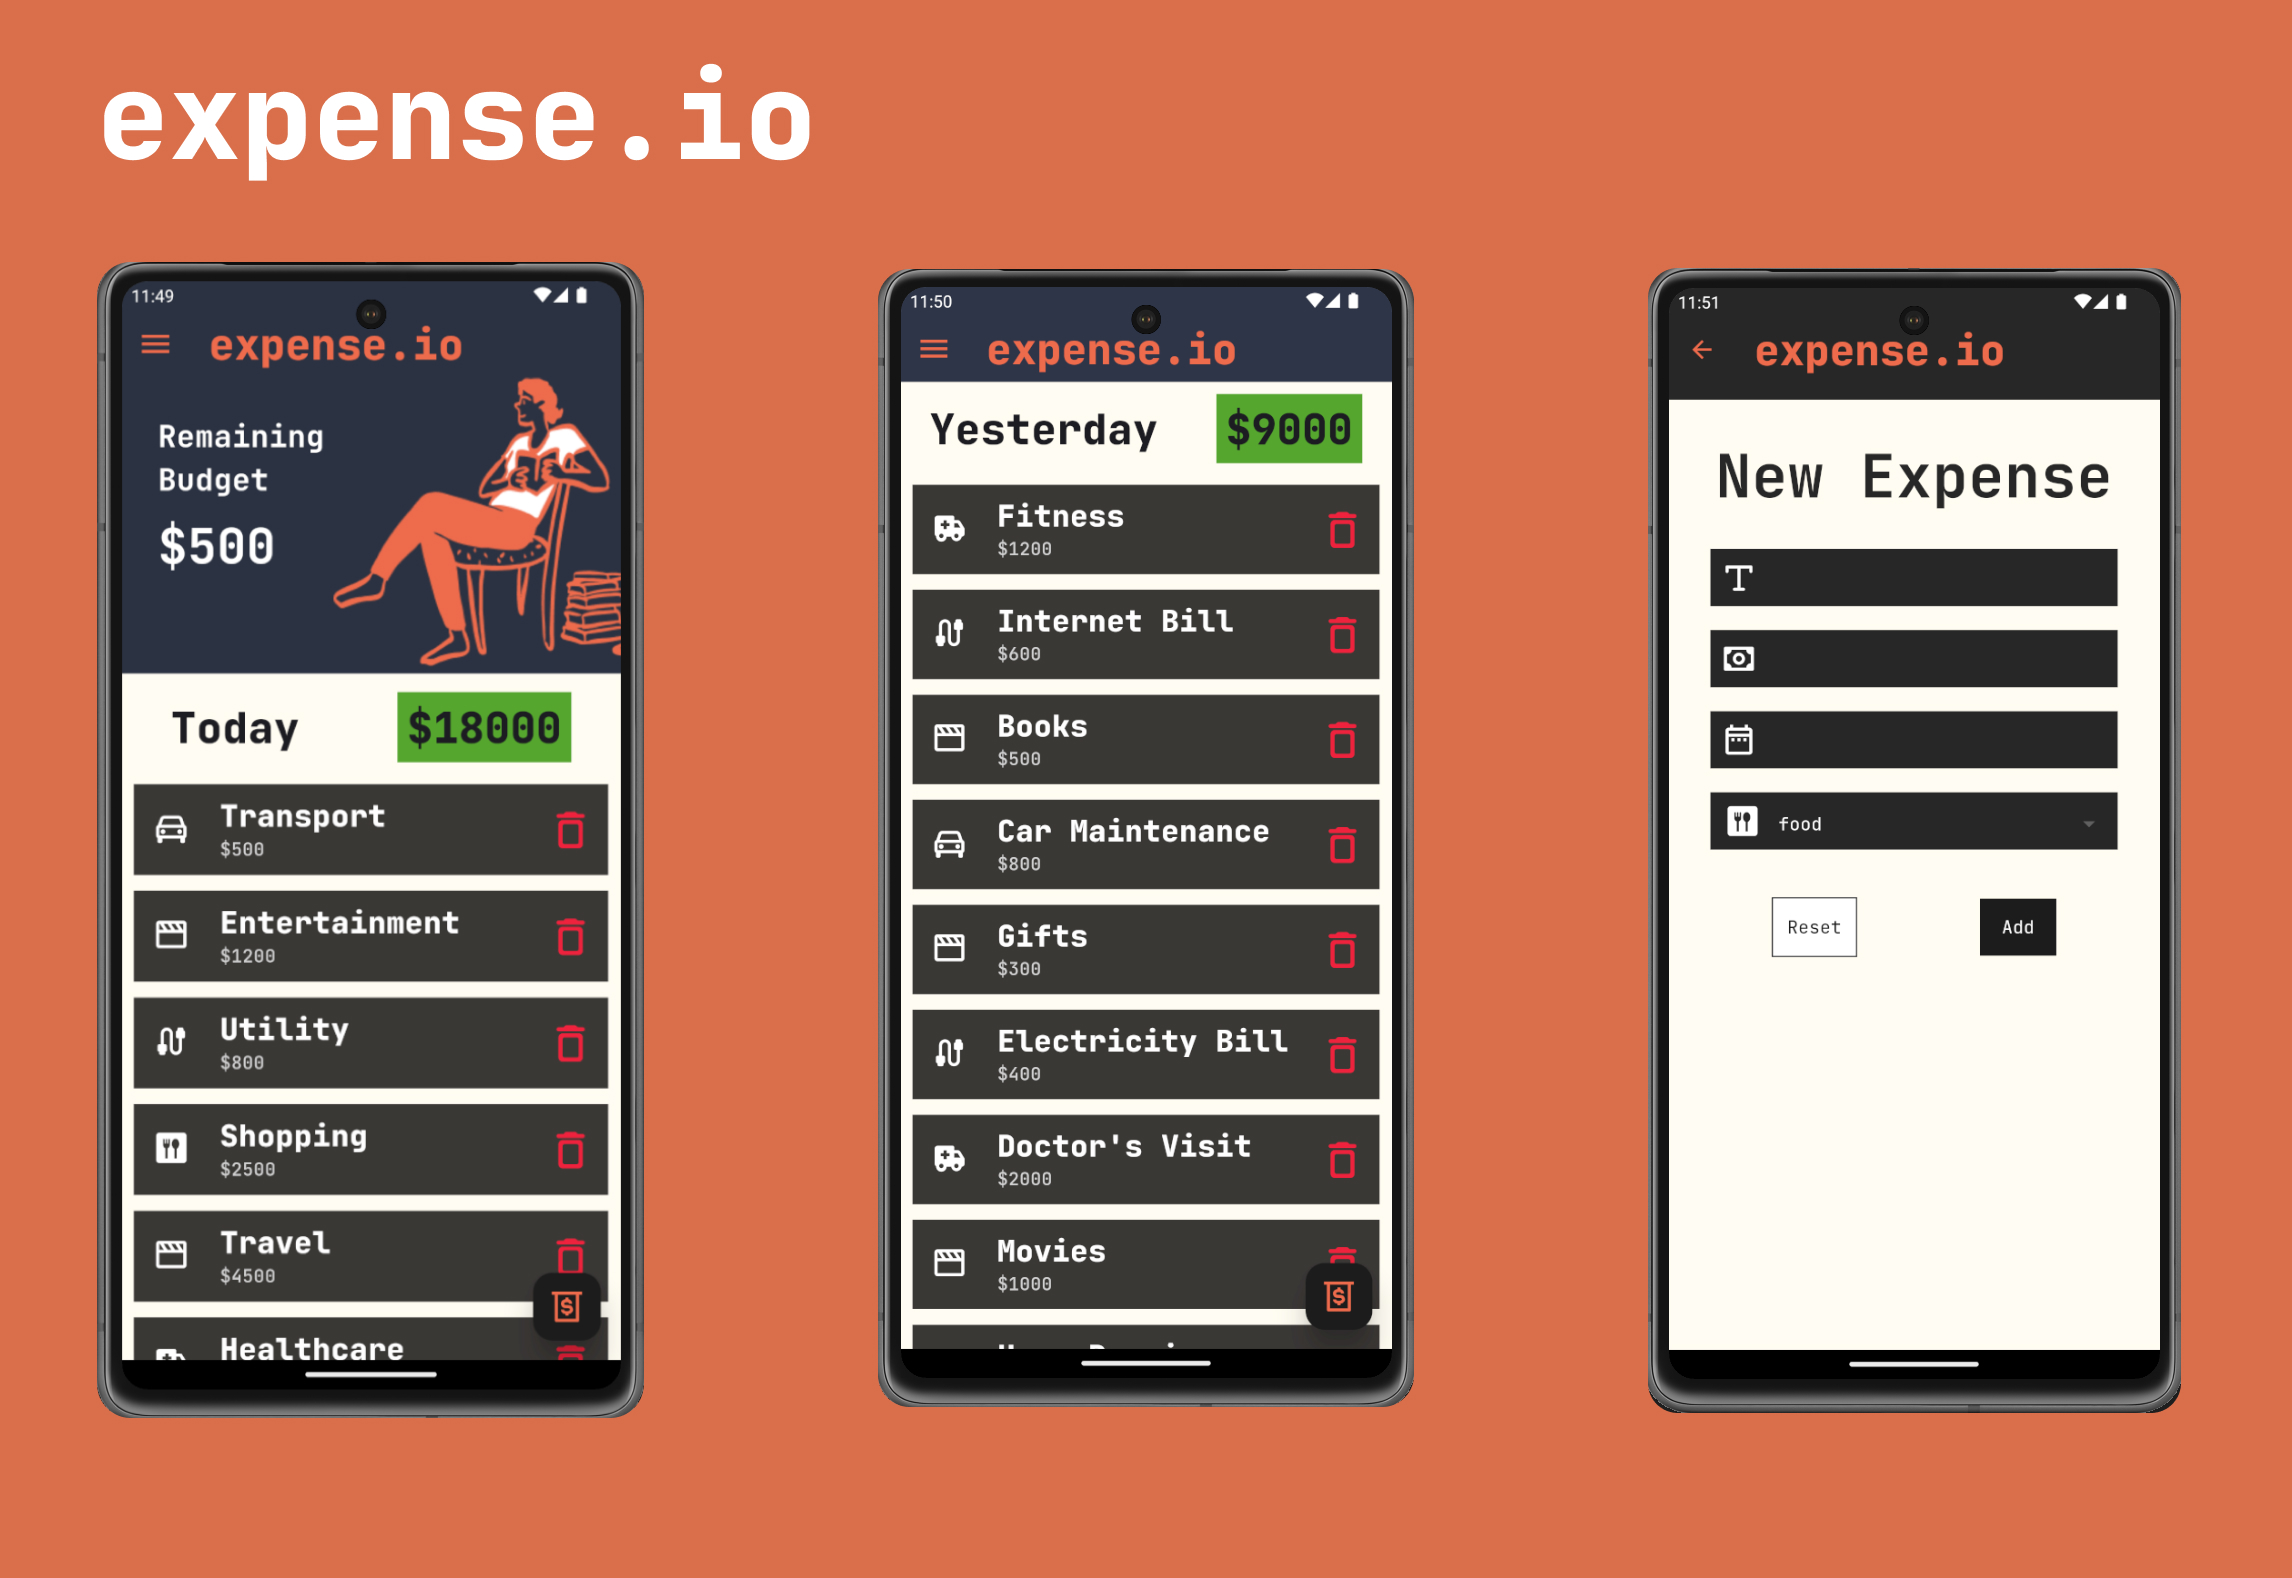 expense.io
11:49
expense.io
Remaining
Budget
$500
Today $18000
Transport
$500
Entertainment
$1200
Utility
$800
Shopping
$2500
Travel
$4500
Healthcare
11:50
expense.io
Yesterday $9000
Fitness
$1200
Internet Bill
$600
Books
$500
Car Maintenance
$800
Gifts
$300
Electricity Bill
$400
Doctor's Visit
$2000
Movies
$1000
11:51
expense.io
New Expense
food
Reset Add